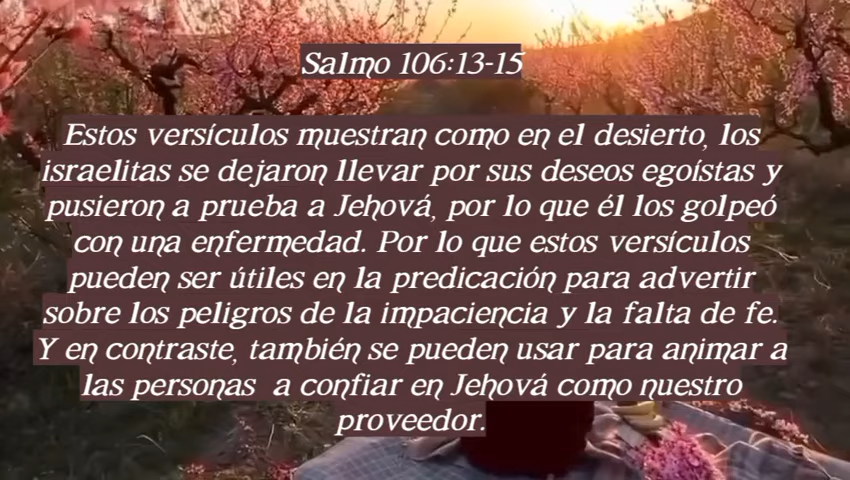 Salmo 106:13-15
Estos versículos muestran como en el desierto, los
israelitas se dejaron llevar por sus deseos egoístas y
pusieron a prueba a Jehová, por lo que él los golpeó
con una enfermedad. Por lo que estos versículos
pueden ser útiles en la predicación para advertir
sobre los peligros de la impaciencia y la falta de fe.
Y en contraste, también se pueden usar para animar a
las personas  a confiar en Jehová como nuestro
proveedor.